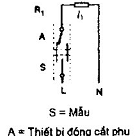 R₁
I₁
A
S
L
N
S = Mẫu
A = Thiết bị đóng cắt phụ